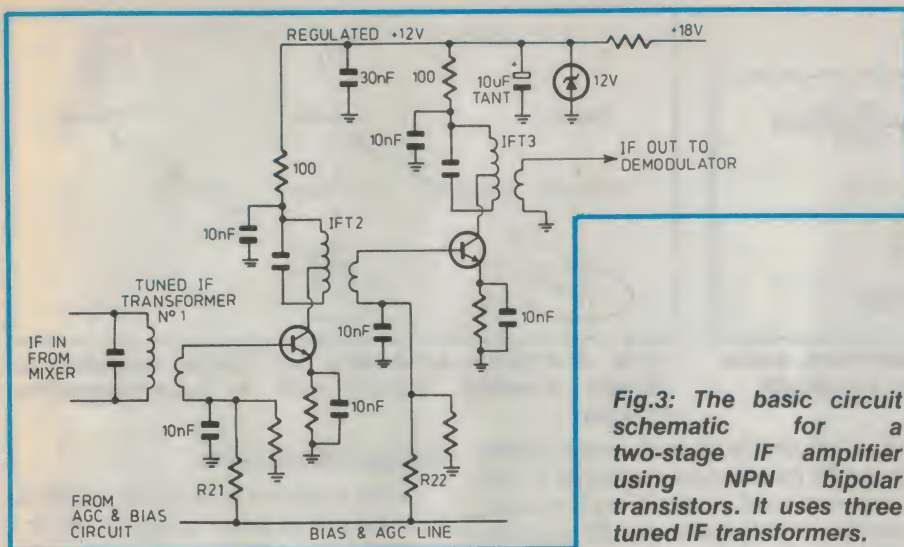 REGULATED +12V
+18V
30nF
100
10uF
TANT
+
12V
10nF
IFT3
IF OUT TO
DEMODULATOR
100
10nF
IFT2
TUNED IF
TRANSFORMER
Nº 1
IF IN
FROM
MIXER
10nF
10nF
10nF
10nF
R21
R22
FROM
AGC & BIAS
CIRCUIT
BIAS & AGC LINE
Fig.3: The basic circuit
schematic for a
two-stage IF amplifier
using NPN bipolar
transistors. It uses three
tuned IF transformers.